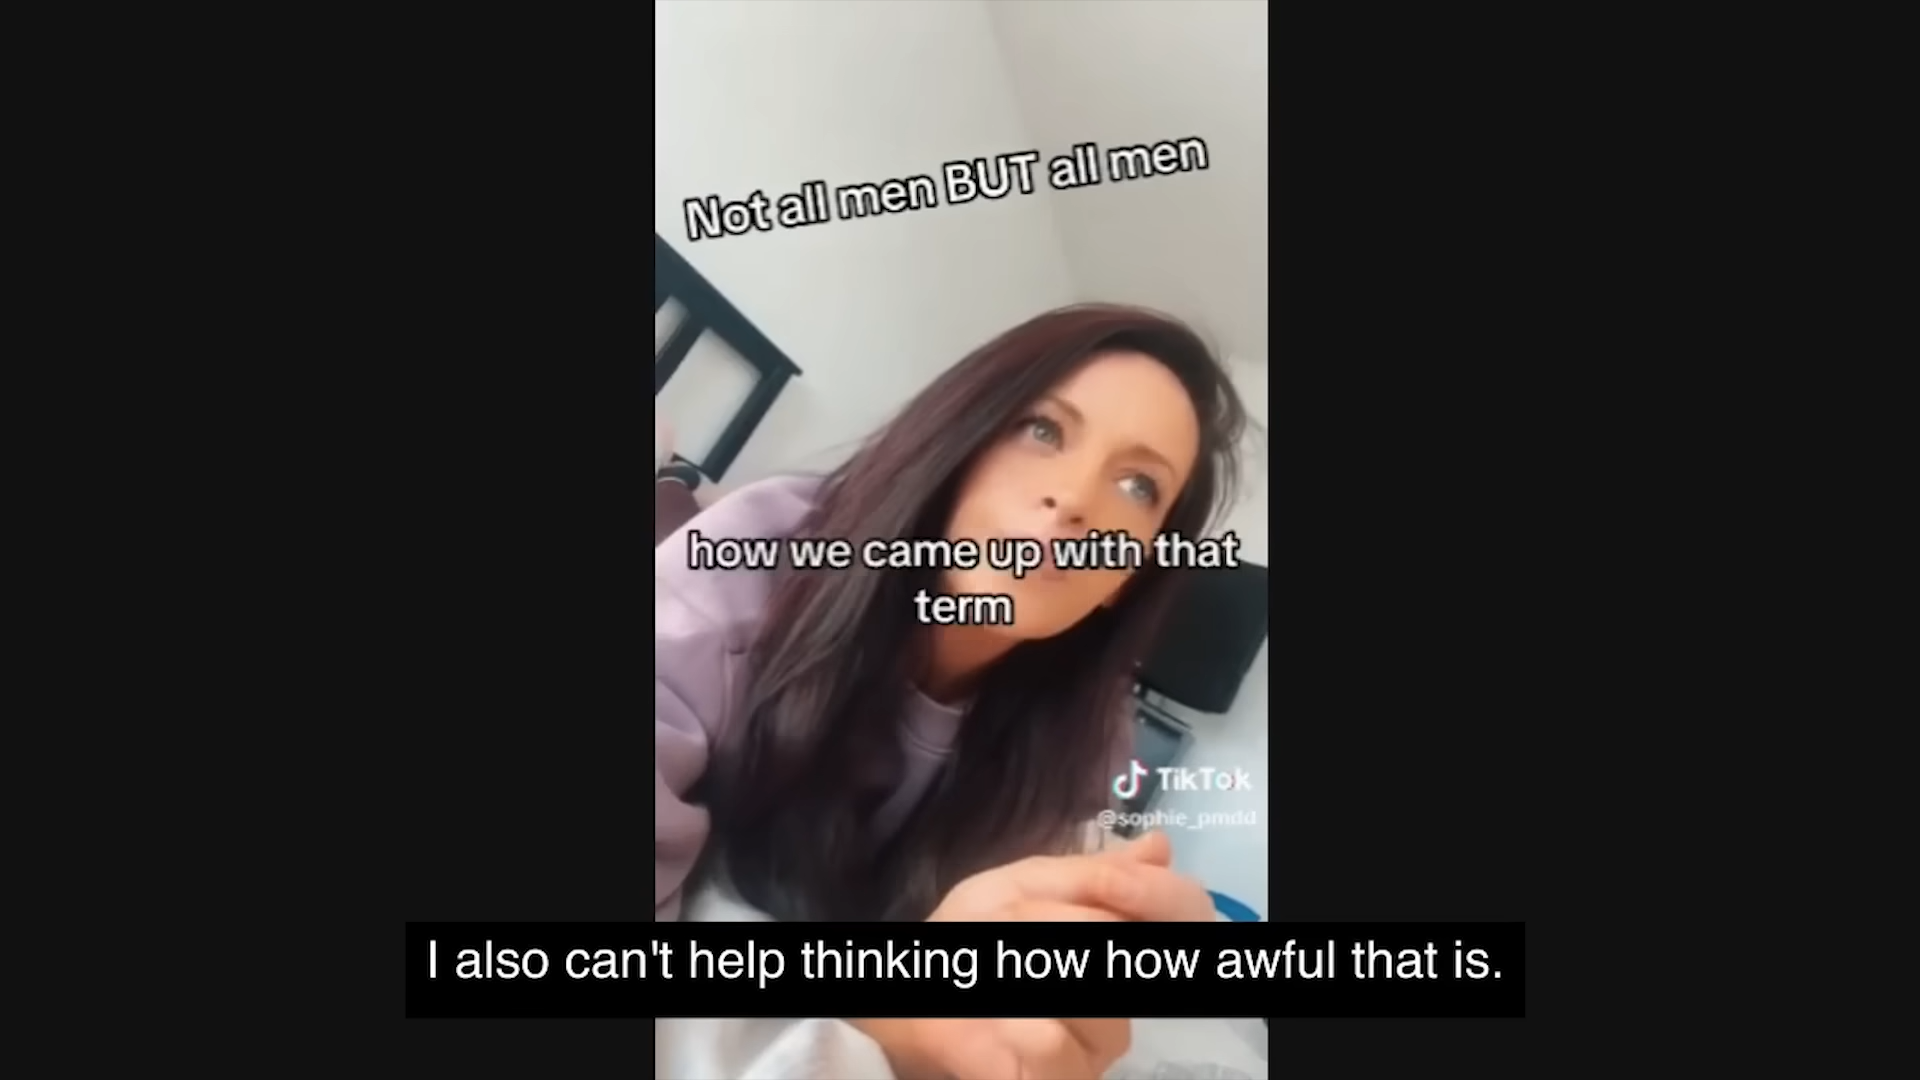 Not all men BUT all men
how we came up with that
term
TikTok
@sophie_pmdd
I also can't help thinking how how awful that is.